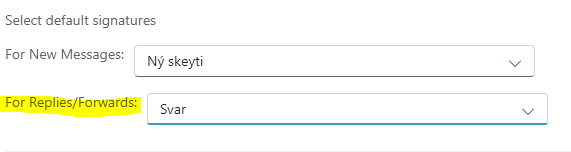 Select default signatures
For New Messages: Ný skeyti
For Replies/Forwards: Svar